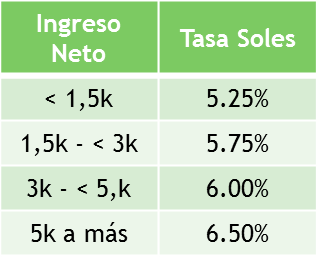 Ingreso Neto Tasa Soles
< 1,5k 5.25%
1,5k - < 3k 5.75%
3k - < 5,k 6.00%
5k a más 6.50%